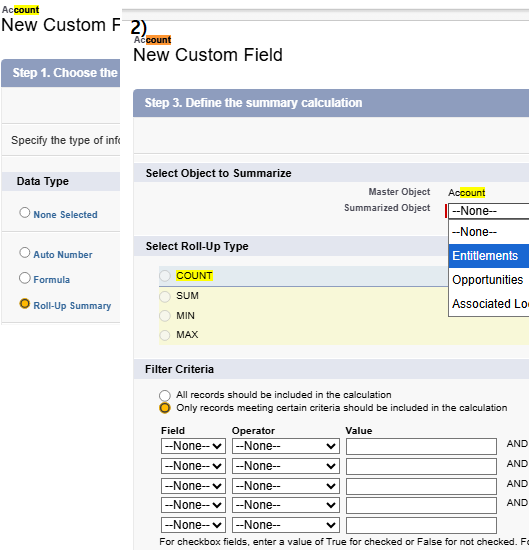 Account
New Custom F
Step 1. Choose the
Specify the type of info
Data Type
None Selected
Auto Number
Formula
Roll-Up Summary
2)
Account
New Custom Field
Step 3. Define the summary calculation
Select Object to Summarize
Master Object Account
Summarized Object --None--
--None--
Entitlements
Opportunities
Associated Lo
Select Roll-Up Type
COUNT
SUM
MIN
MAX
Filter Criteria
All records should be included in the calculation
Only records meeting certain criteria should be included in the calculation
Field Operator Value
--None-- --None-- AND
--None-- --None-- AND
--None-- --None-- AND
--None-- --None-- AND
--None-- --None--
For checkbox fields, enter a value of True for checked or False for not checked. Fo